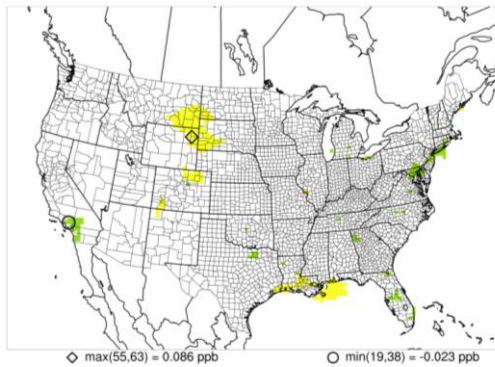 max(55,63) = 0.086 ppb min(19,38) = -0.023 ppb